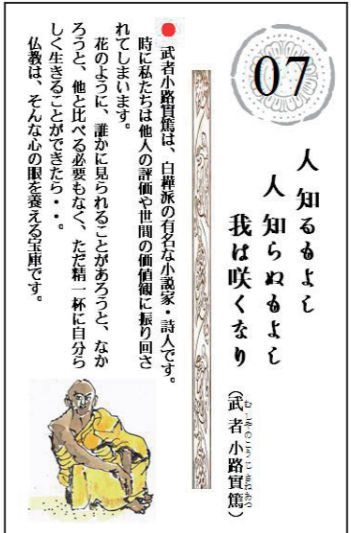 07
人知るもよし
人知らぬもよし
我は咲くなり
（武者小路實篤）
むしゃのこうじさねあつ
武者小路實篤は、白樺派の有名な小説家・詩人です。
時に私たちは他人の評価や世間の価値観に振り回さ
れてしまいます。
花のように、誰かに見られることがあろうと、なか
ろうと、他と比べる必要もなく、ただ精一杯に自分ら
しく生きることができたら・・。
仏教は、そんな心の眼を養える宝庫です。